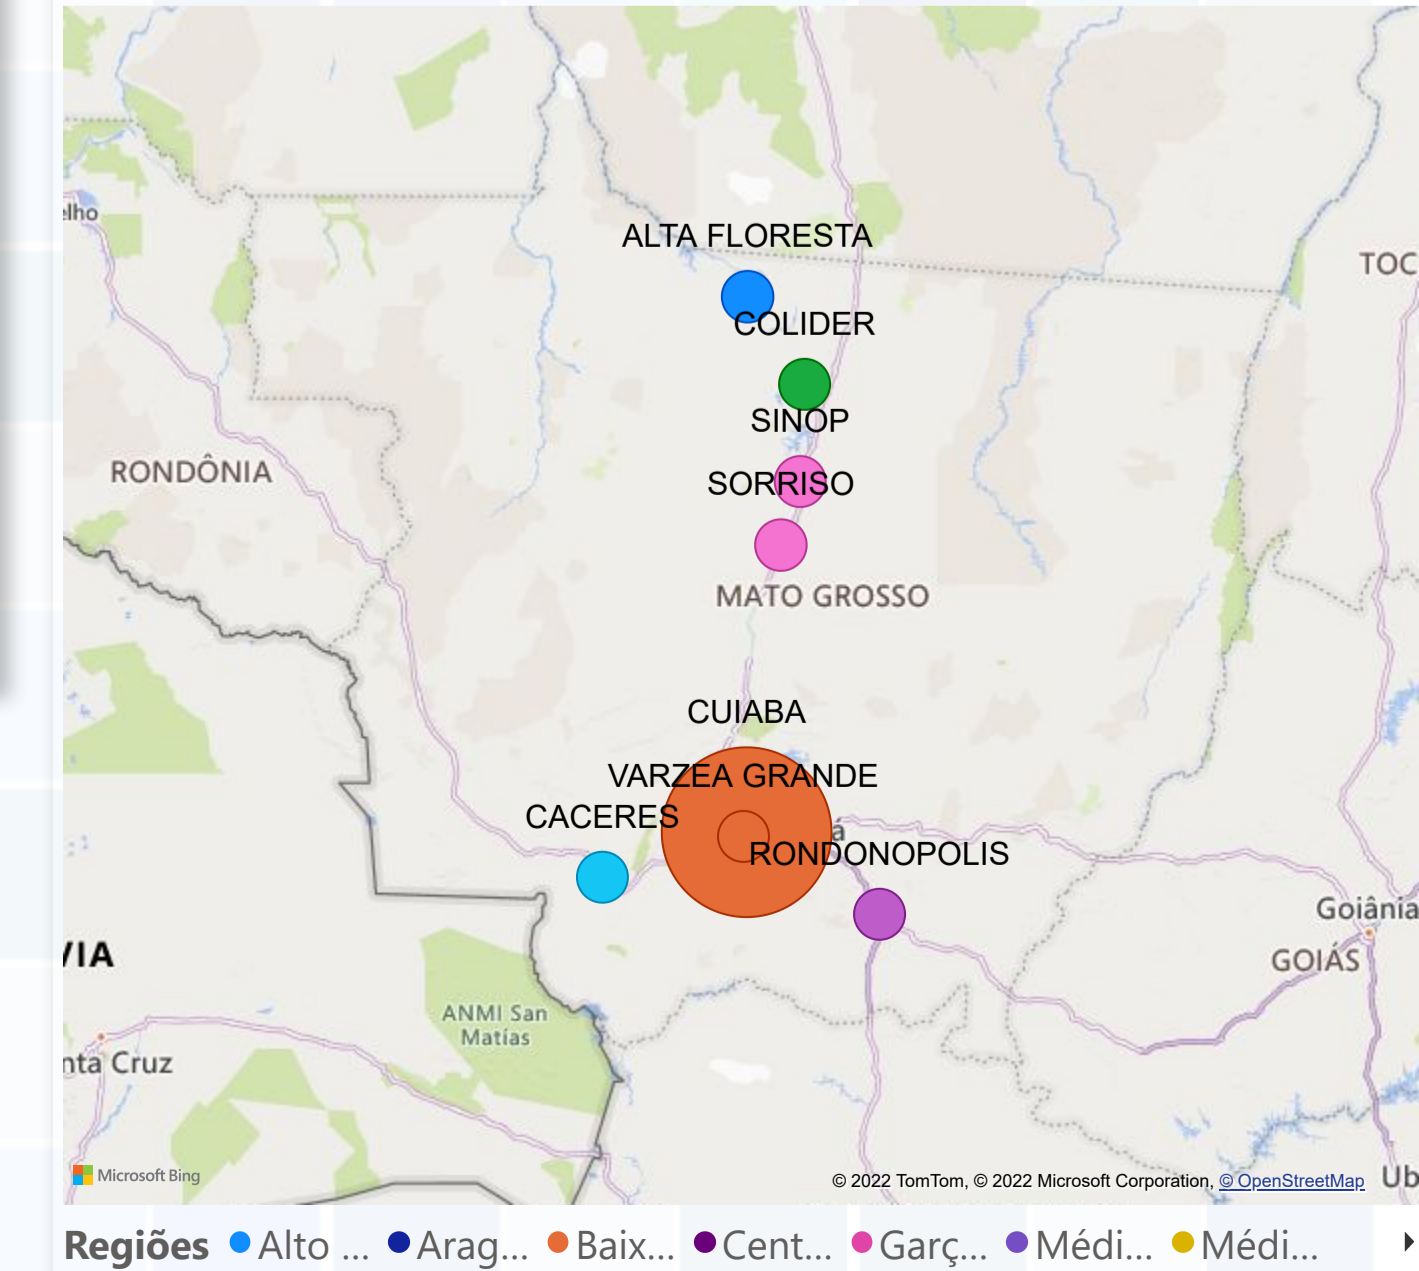 elho
ALTA FLORESTA
TOC
COLIDER
SINOP
RONDÔNIA
SORRISO
MATO GROSSO
CUIABA
VARZEA GRANDE
CACERES
á
RONDONOPOLIS
Goiânia
VIA
GOIÁS
ANMI San
Matías
nta Cruz
Microsoft Bing
© 2022 TomTom, © 2022 Microsoft Corporation, © OpenStreetMap
Ub
Regiões Alto ... Arag... Baix... Cent... Garç... Médi... Médi...